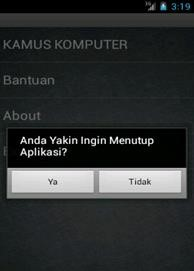 3:19
KAMUS KOMPUTER
Bantuan
About
Anda Yakin Ingin Menutup
Aplikasi?
Ya
Tidak